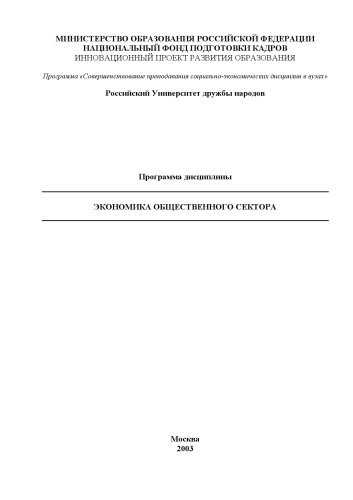 МИНИСТЕРСТВО ОБРАЗОВАНИЯ РОССИЙСКОЙ ФЕДЕРАЦИИ
НАЦИОНАЛЬНЫЙ ФОНД ПОДГОТОВКИ КАДРОВ
ИННОВАЦИОННЫЙ ПРОЕКТ РАЗВИТИЯ ОБРАЗОВАНИЯ
Программа «Совершенствование преподавания социально-экономических дисциплин в вузах»
Российский Университет дружбы народов
Программа дисциплины
ЭКОНОМИКА ОБЩЕСТВЕННОГО СЕКТОРА
Москва
2003